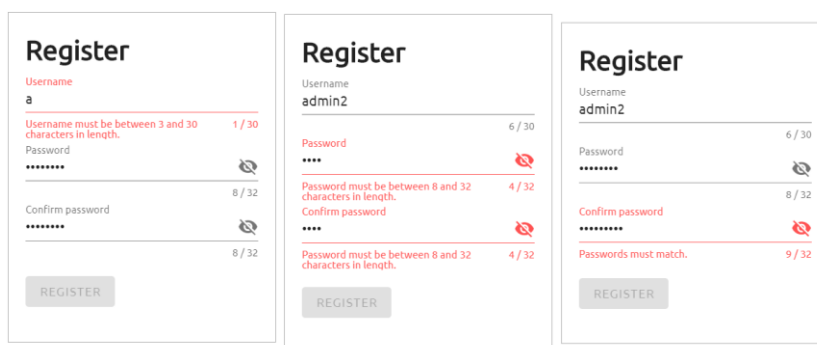 Register
Username
a
Username must be between 3 and 30
characters in length.
1 / 30
Password
••••••••
8 / 32
Confirm password
••••••••
8 / 32
REGISTER
Register
Username
admin2
6 / 30
Password
••••
Password must be between 8 and 32
characters in length.
4 / 32
Confirm password
••••
Password must be between 8 and 32
characters in length.
4 / 32
REGISTER
Register
Username
admin2
6 / 30
Password
••••••••
8 / 32
Confirm password
•••••••••
Passwords must match.
9 / 32
REGISTER